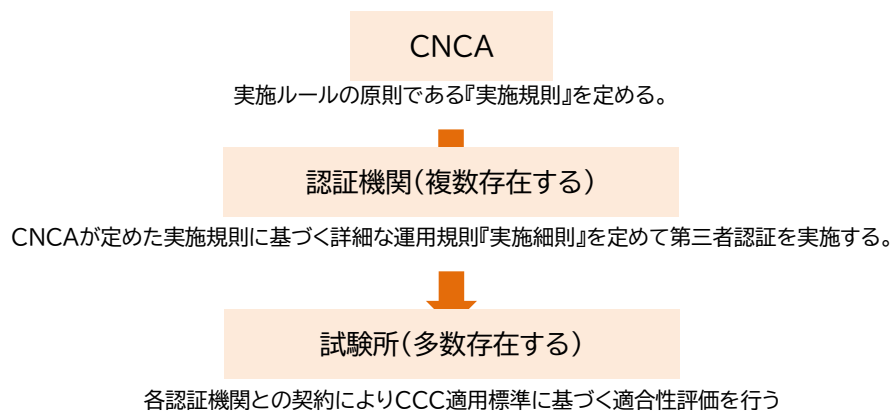 CNCA
実施ルールの原則である『実施規則』を定める。
認証機関(複数存在する)
CNCAが定めた実施規則に基づく詳細な運用規則『実施細則』を定めて第三者認証を実施する。
試験所(多数存在する)
各認証機関との契約によりCCC適用標準に基づく適合性評価を行う